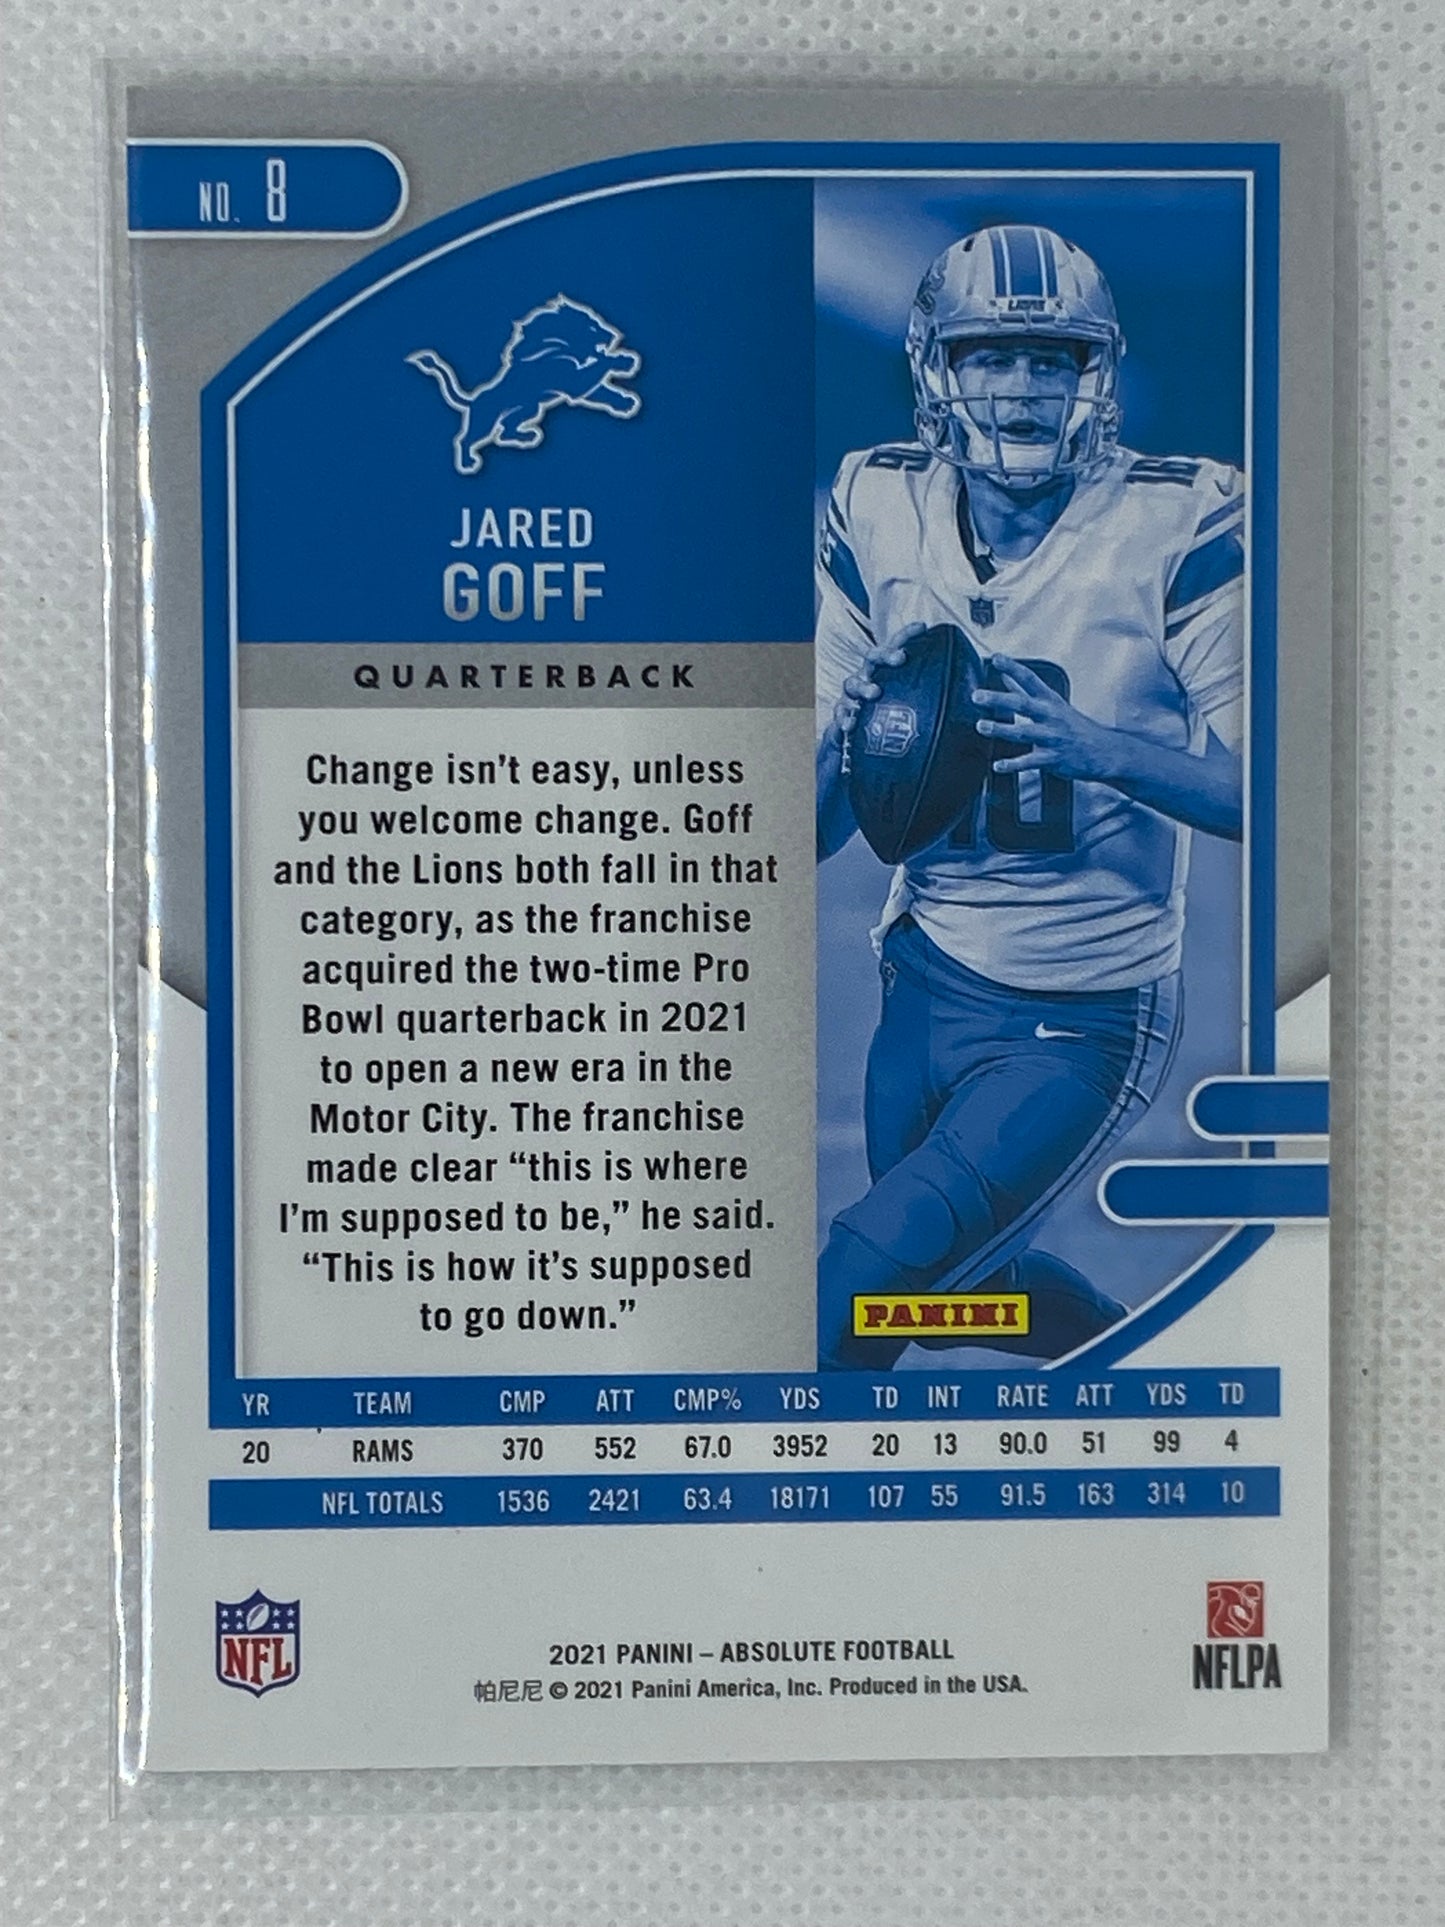 NO. 8
LIONS
16
16
JARED
GOFF
QUARTERBACK
Change isn't easy, unless
you welcome change. Goff
and the Lions both fall in that
category, as the franchise
acquired the two-time Pro
Bowl quarterback in 2021
to open a new era in the
Motor City. The franchise
made clear “this is where
I'm supposed to be,” he said.
“This is how it's supposed
to go down.”
PANINI
YR TEAM CMP ATT CMP% YDS TD INT RATE ATT YDS TD
20 RAMS 370 552 67.0 3952 20 13 90.0 51 99 4
NFL TOTALS 1536 2421 63.4 18171 107 55 91.5 163 314 10
NFL
2021 PANINI – ABSOLUTE FOOTBALL
帕尼尼 © 2021 Panini America, Inc. Produced in the USA.
NFLPA